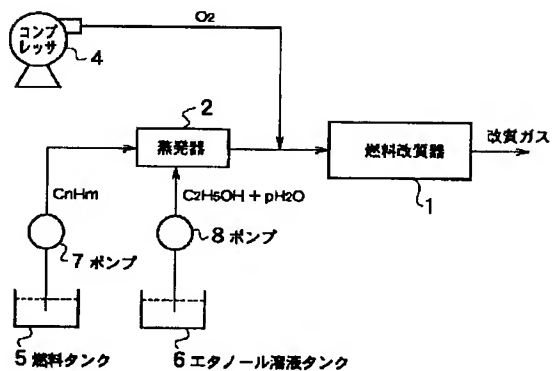 コンプ
レッサ
4
O2
2
蒸発器
燃料改質器
改質ガス
1
CnHm
C2H5OH+pH2O
7 ポンプ
8 ポンプ
5 燃料タンク
6 エタノール溶液タンク